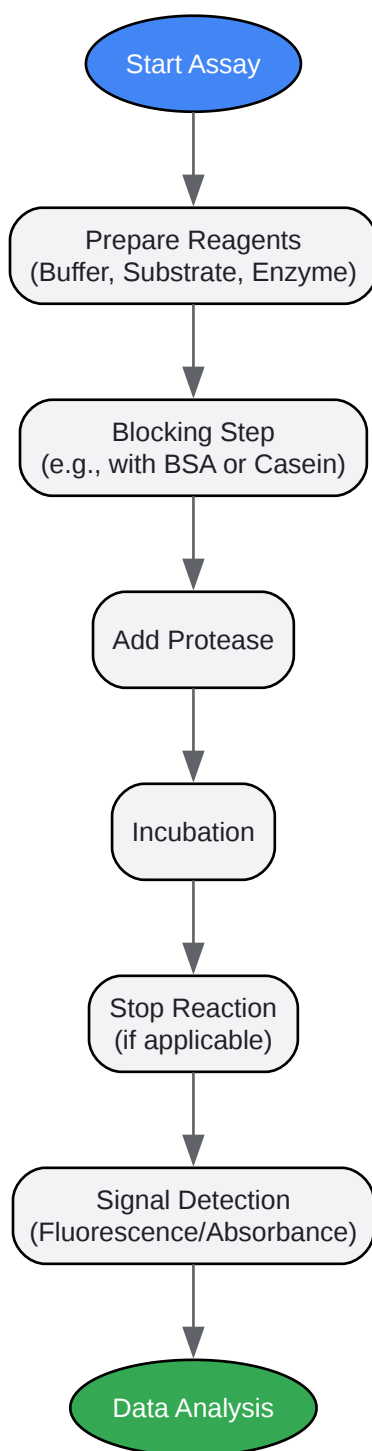 Start Assay
Prepare Reagents
(Buffer, Substrate, Enzyme)
Blocking Step
(e.g., with BSA or Casein)
Add Protease
Incubation
Stop Reaction
(if applicable)
Signal Detection
(Fluorescence/Absorbance)
Data Analysis